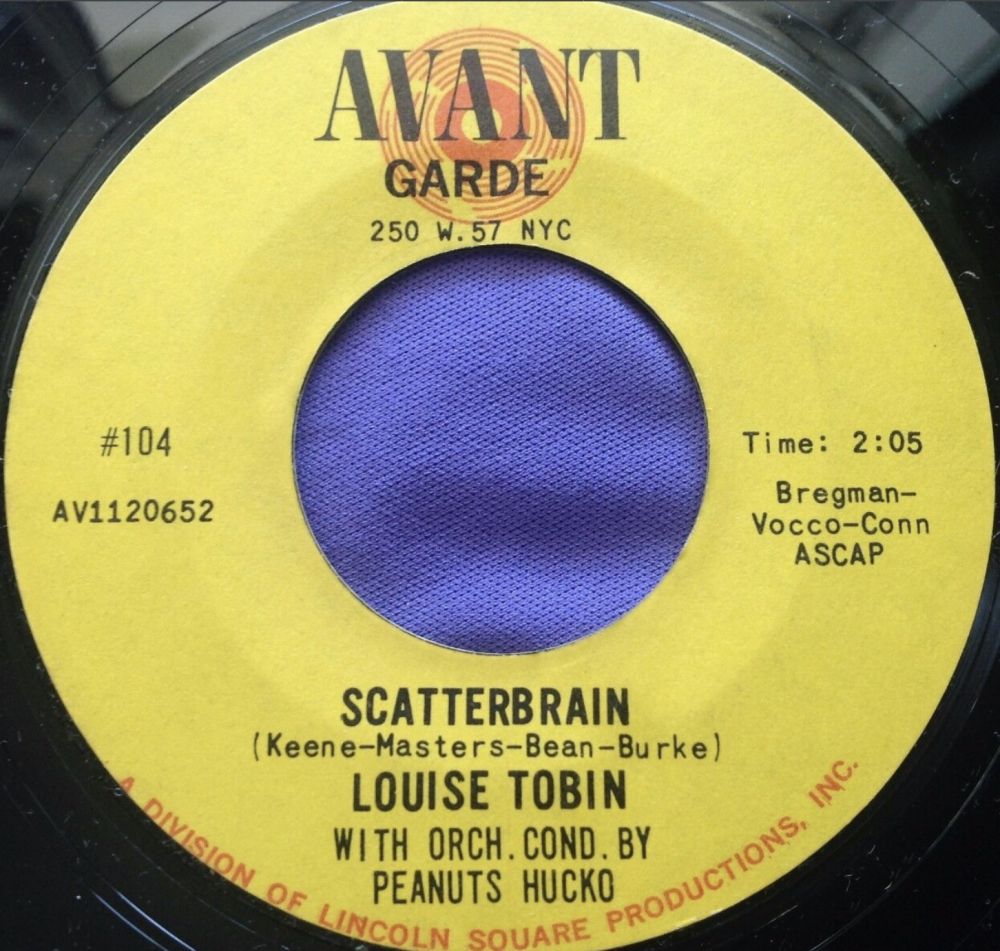 AVANT
GARDE
250 W.57 NYC
#104
AV1120652
Time: 2:05
Bregman-
Vocco-Conn
ASCAP
SCATTERBRAIN
(Keene-Masters-Bean-Burke)
LOUISE TOBIN
WITH ORCH. COND. BY
PEANUTS HUCKO
A DIVISION OF LINCOLN SQUARE PRODUCTIONS, INC.